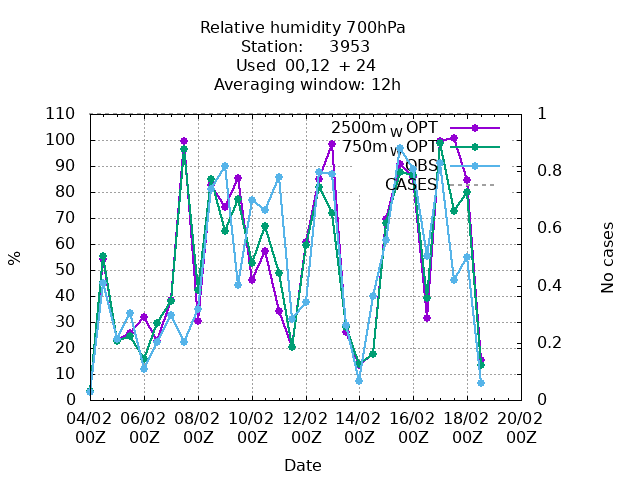 Relative humidity 700hPa
Station: 3953
Used 00,12 + 24
Averaging window: 12h
110 1
2500m W OPT
100
750m W OPT
90 OBS
0.8
80 CASES
70
60 0.6
50
40 0.4
30
20 0.2
10
0 0
% No cases
04/02 06/02 08/02 10/02 12/02 14/02 16/02 18/02 20/02
00Z 00Z 00Z 00Z 00Z 00Z 00Z 00Z 00Z
Date